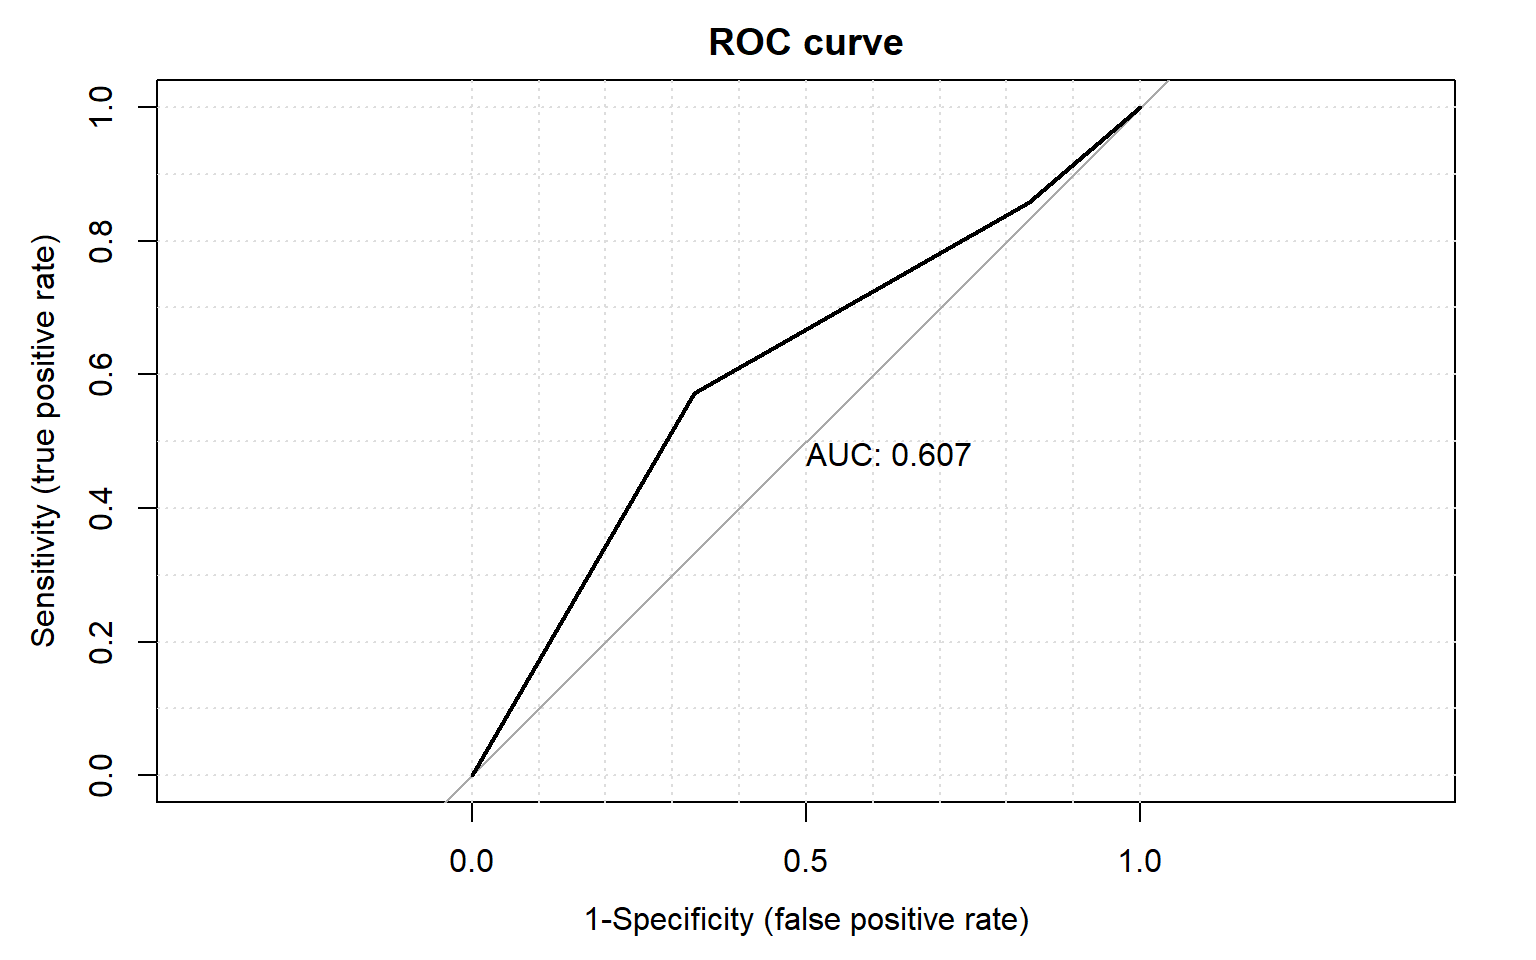 ROC curve
Sensitivity (true positive rate)
1.0
0.8
0.6
0.4
0.2
0.0
AUC: 0.607
0.0 0.5 1.0
1-Specificity (false positive rate)